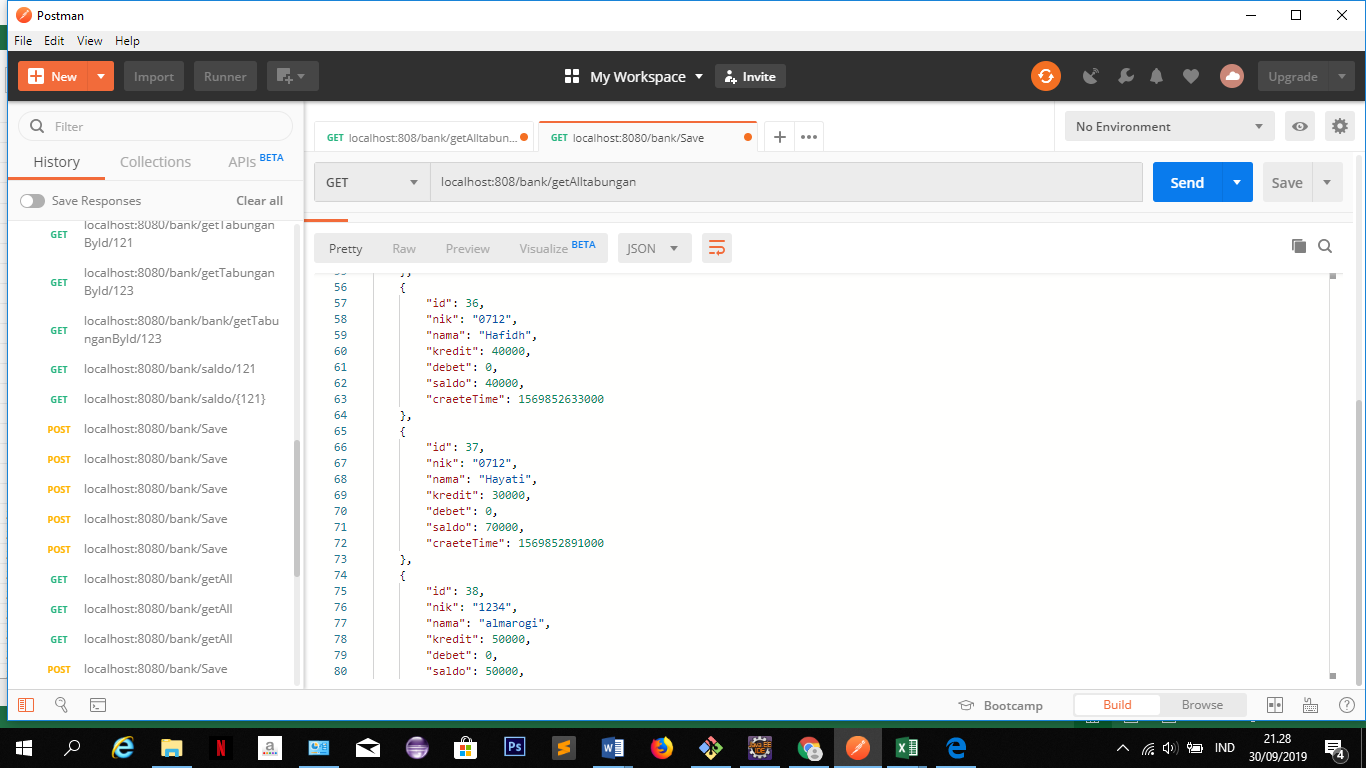 Postman
File Edit View Help
New Import Runner My Workspace Invite Upgrade
Filter
History Collections APIs BETA
Save Responses Clear all
GET localhost:8080/bank/getTabungan
ById/121
GET localhost:8080/bank/getTabungan
ById/123
GET localhost:8080/bank/bank/getTabu
nganById/123
GET localhost:8080/bank/saldo/121
GET localhost:8080/bank/saldo/{121}
POST localhost:8080/bank/Save
POST localhost:8080/bank/Save
POST localhost:8080/bank/Save
POST localhost:8080/bank/Save
POST localhost:8080/bank/Save
GET localhost:8080/bank/getAll
GET localhost:8080/bank/getAll
GET localhost:8080/bank/getAll
POST localhost:8080/bank/Save
GET localhost:808/bank/getAlltabun... GET localhost:8080/bank/Save
No Environment
GET localhost:808/bank/getAlltabungan Send Save
Pretty Raw Preview Visualize BETA JSON
56 {
57 "id": 36,
58 "nik": "0712",
59 "nama": "Hafidh",
60 "kredit": 40000,
61 "debet": 0,
62 "saldo": 40000,
63 "craeteTime": 1569852633000
64 },
65 {
66 "id": 37,
67 "nik": "0712",
68 "nama": "Hayati",
69 "kredit": 30000,
70 "debet": 0,
71 "saldo": 70000,
72 "craeteTime": 1569852891000
73 },
74 {
75 "id": 38,
76 "nik": "1234",
77 "nama": "almarogi",
78 "kredit": 50000,
79 "debet": 0,
80 "saldo": 50000,
Bootcamp Build Browse
IND 21.28
30/09/2019 4